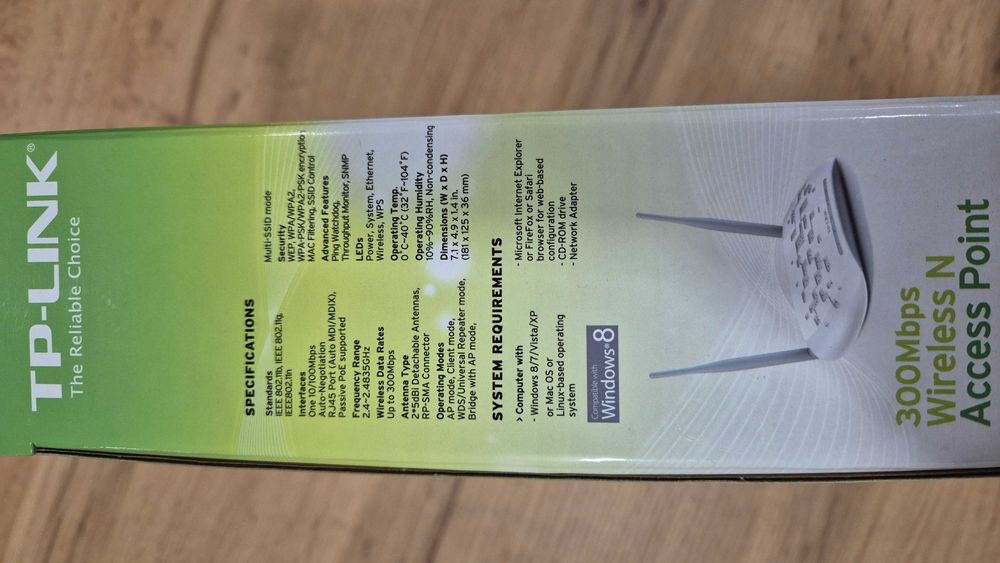 TP-LINK®
The Reliable Choice
SPECIFICATIONS
Standards
IEEE 802.11b, IEEE 802.11g,
IEEE802.11n
Interfaces
One 10/100Mbps
Auto-Negotiation
RJ45 Port (Auto MDI/MDIX),
Passive PoE supported
Frequency Range
2.4~2.4835GHz
Wireless Data Rates
Up to 300Mbps
Antenna Type
2*5dBi Detachable Antennas,
RP-SMA Connector
Operating Modes
AP mode, Client mode,
WDS/Universal Repeater mode,
Bridge with AP mode,
Multi-SSID mode
Security
WEP, WPA/WPA2,
WPA-PSK/WPA2-PSK encryption
MAC Filtering, SSID Control
Advanced Features
Ping Watchdog,
Throughput Monitor, SNMP
LEDs
Power, System, Ethernet,
Wireless, WPS
Operating Temp.
0˚C~40˚C (32˚F~104˚F)
Operating Humidity
10%~90%RH, Non-condensing
Dimensions (W x D x H)
7.1 x 4.9 x 1.4 in.
(181 x 125 x 36 mm)
SYSTEM REQUIREMENTS
> Computer with
- Windows 8/7/Vista/XP
or Mac OS or
Linux-based operating
system
- Microsoft Internet Explorer
or FireFox or Safari
browser for web-based
configuration
- CD-ROM drive
- Network Adapter
Compatible with
Windows®8
300Mbps
Wireless N
Access Point